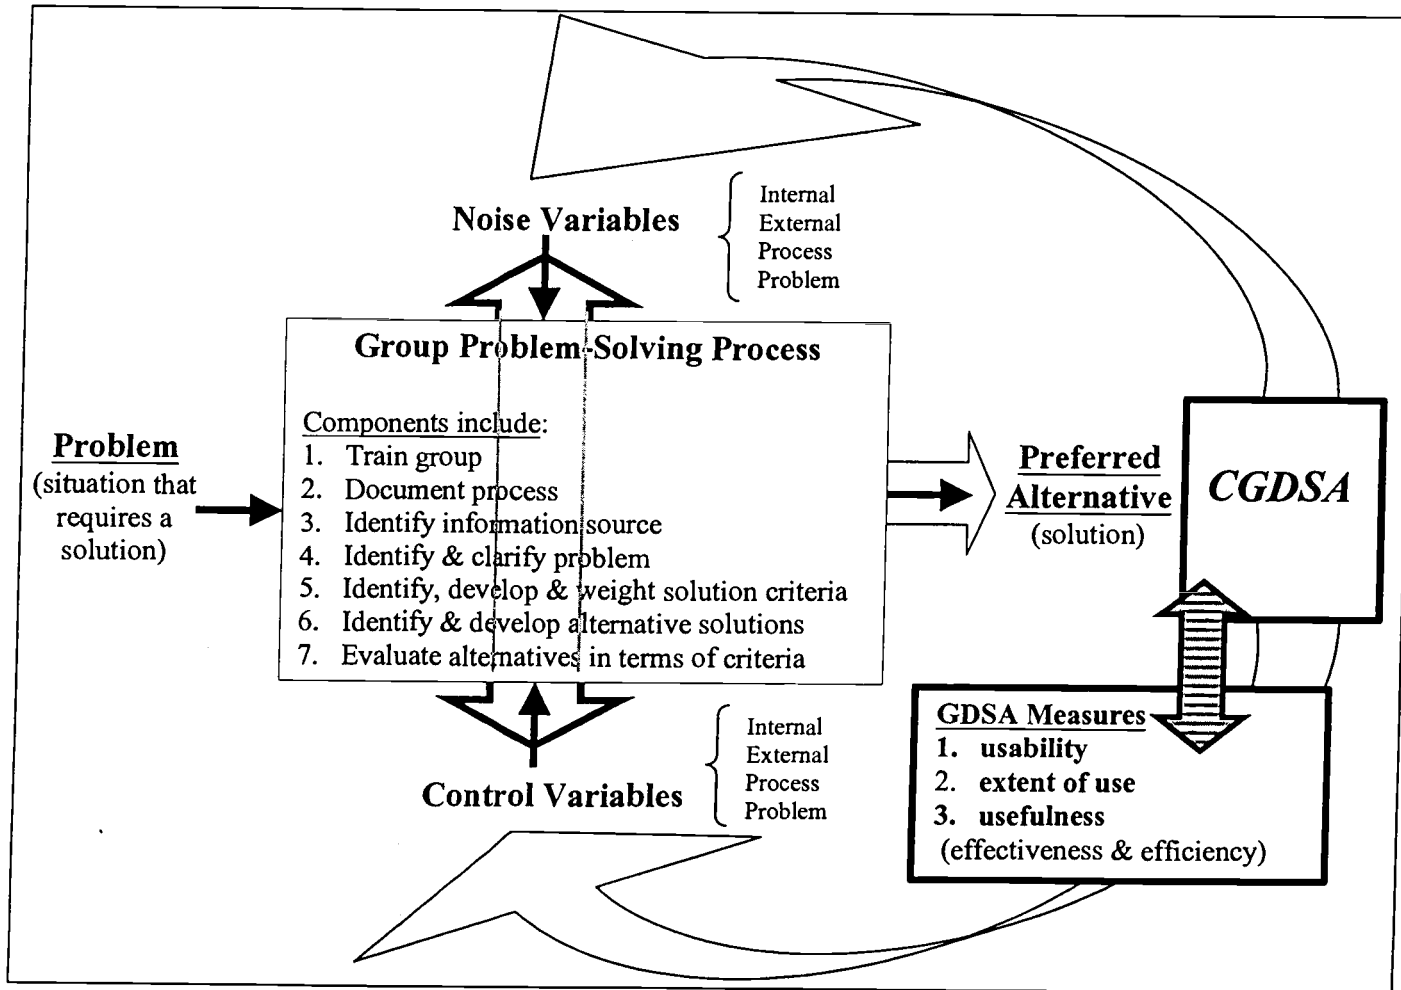 Noise Variables
Internal
External
Process
Problem
Group Problem-Solving Process
Components include:
1. Train group
2. Document process
3. Identify information source
4. Identify & clarify problem
5. Identify, develop & weight solution criteria
6. Identify & develop alternative solutions
7. Evaluate alternatives in terms of criteria
Problem
(situation that
requires a
solution)
Preferred
Alternative
(solution)
CGDSA
GDSA Measures
1. usability
2. extent of use
3. usefulness
(effectiveness & efficiency)
Control Variables
Internal
External
Process
Problem